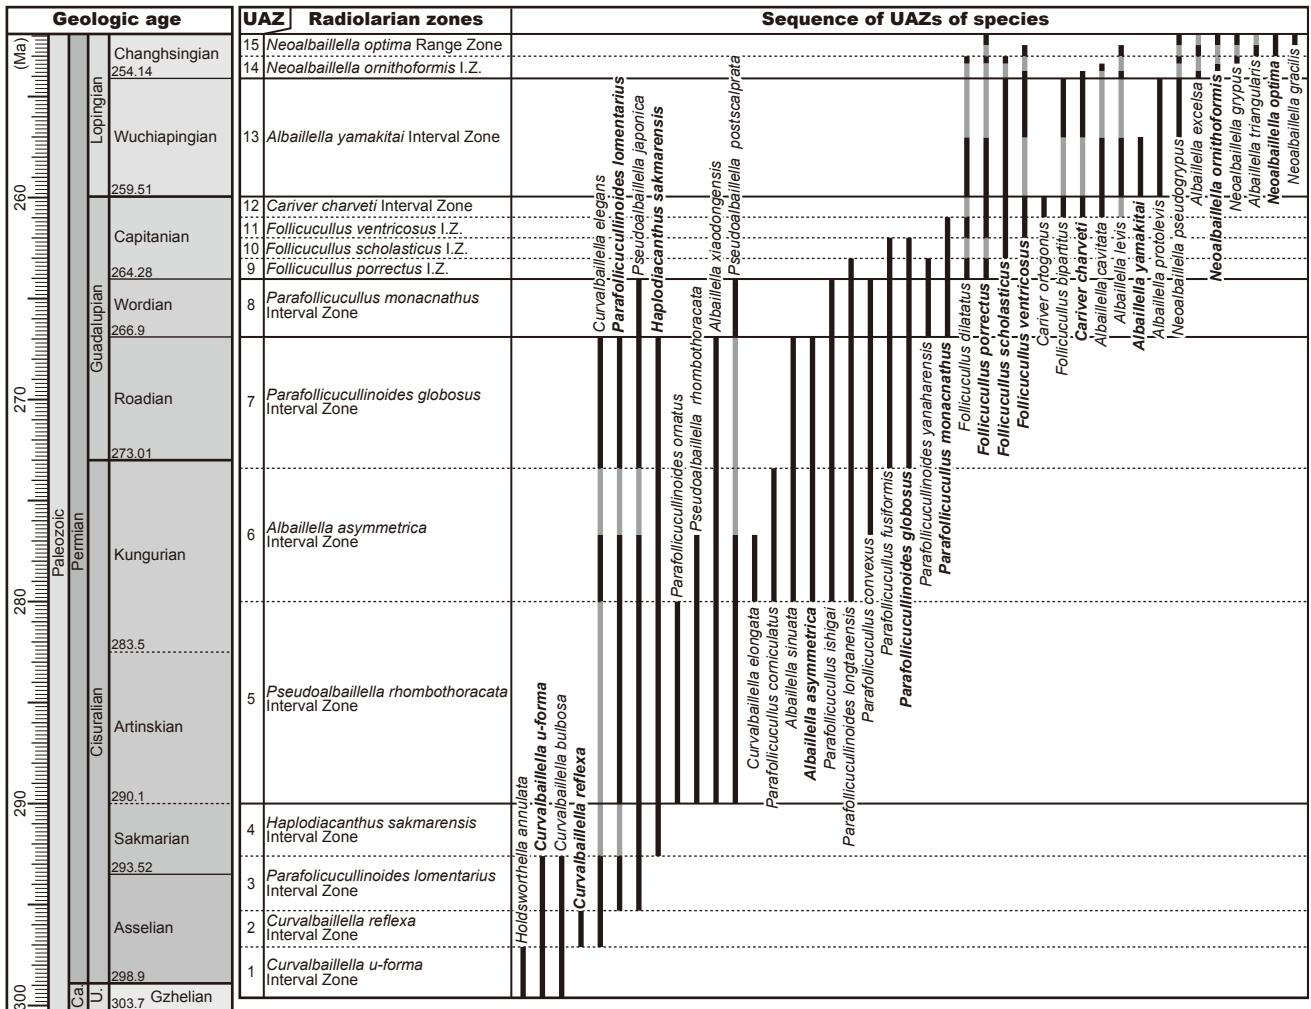 Geologic age
UAZ
Radiolarian zones
Sequence of UAZs of species
(Ma)
260
270
280
290
300
Paleozoic
Permian
Ca.
Lopingian
Guadalupian
Cisuralian
U.
Changhsingian
254.14
Wuchiapingian
259.51
Capitanian
264.28
Wordian
266.9
Roadian
273.01
Kungurian
283.5
Artinskian
290.1
Sakmarian
293.52
Asselian
298.9
303.7 Gzhelian
15 Neoalbaillella optima Range Zone
14 Neoalbaillella ornithoformis I.Z.
13 Albaillella yamakitai Interval Zone
12 Cariver charveti Interval Zone
11 Follicucullus ventricosus I.Z.
10 Follicucullus scholasticus I.Z.
9 Follicucullus porrectus I.Z.
8 Parafollicucullus monacnathus
Interval Zone
7 Parafollicucullinoides globosus
Interval Zone
6 Albaillella asymmetrica
Interval Zone
5 Pseudoalbaillella rhombothoracata
Interval Zone
4 Haplodiacanthus sakmarensis
Interval Zone
3 Parafolicucullinoides lomentarius
Interval Zone
2 Curvalbaillella reflexa
Interval Zone
1 Curvalbaillella u-forma
Interval Zone
Holdsworthella annulata
Curvalbaillella u-forma
Curvalbaillella bulbosa
Curvalbaillella reflexa
Curvalbaillella elegans
Parafollicucullinoides lomentarius
Pseudoalbaillella japonica
Haplodiacanthus sakmarensis
Parafollicucullinoides ornatus
Pseudoalbaillella rhombothoracata
Albaillella xiaodongensis
Pseudoalbaillella postscalprata
Curvalbaillella elongata
Parafollicucullus corniculatus
Albaillella sinuata
Albaillella asymmetrica
Parafollicucullus ishigai
Parafollicucullinoides longtanensis
Parafollicucullus convexus
Parafollicucullus fusiformis
Parafollicucullinoides globosus
Parafollicucullinoides yanaharensis
Parafollicucullus monacnathus
Follicucullus dilatatus
Follicucullus porrectus
Follicucullus scholasticus
Follicucullus ventricosus
Cariver ortogorius
Follicucullus bipartitus
Cariver charveti
Albaillella cavitata
Albaillella levis
Albaillella yamakitai
Albaillella protolevis
Neoalbaillella pseudogrypus
Albaillella excelsa
Neoalbaillella ornithoformis
Neoalbaillella grypus
Albaillella triangularis
Neoalbaillella optima
Neoalbaillella gracilis